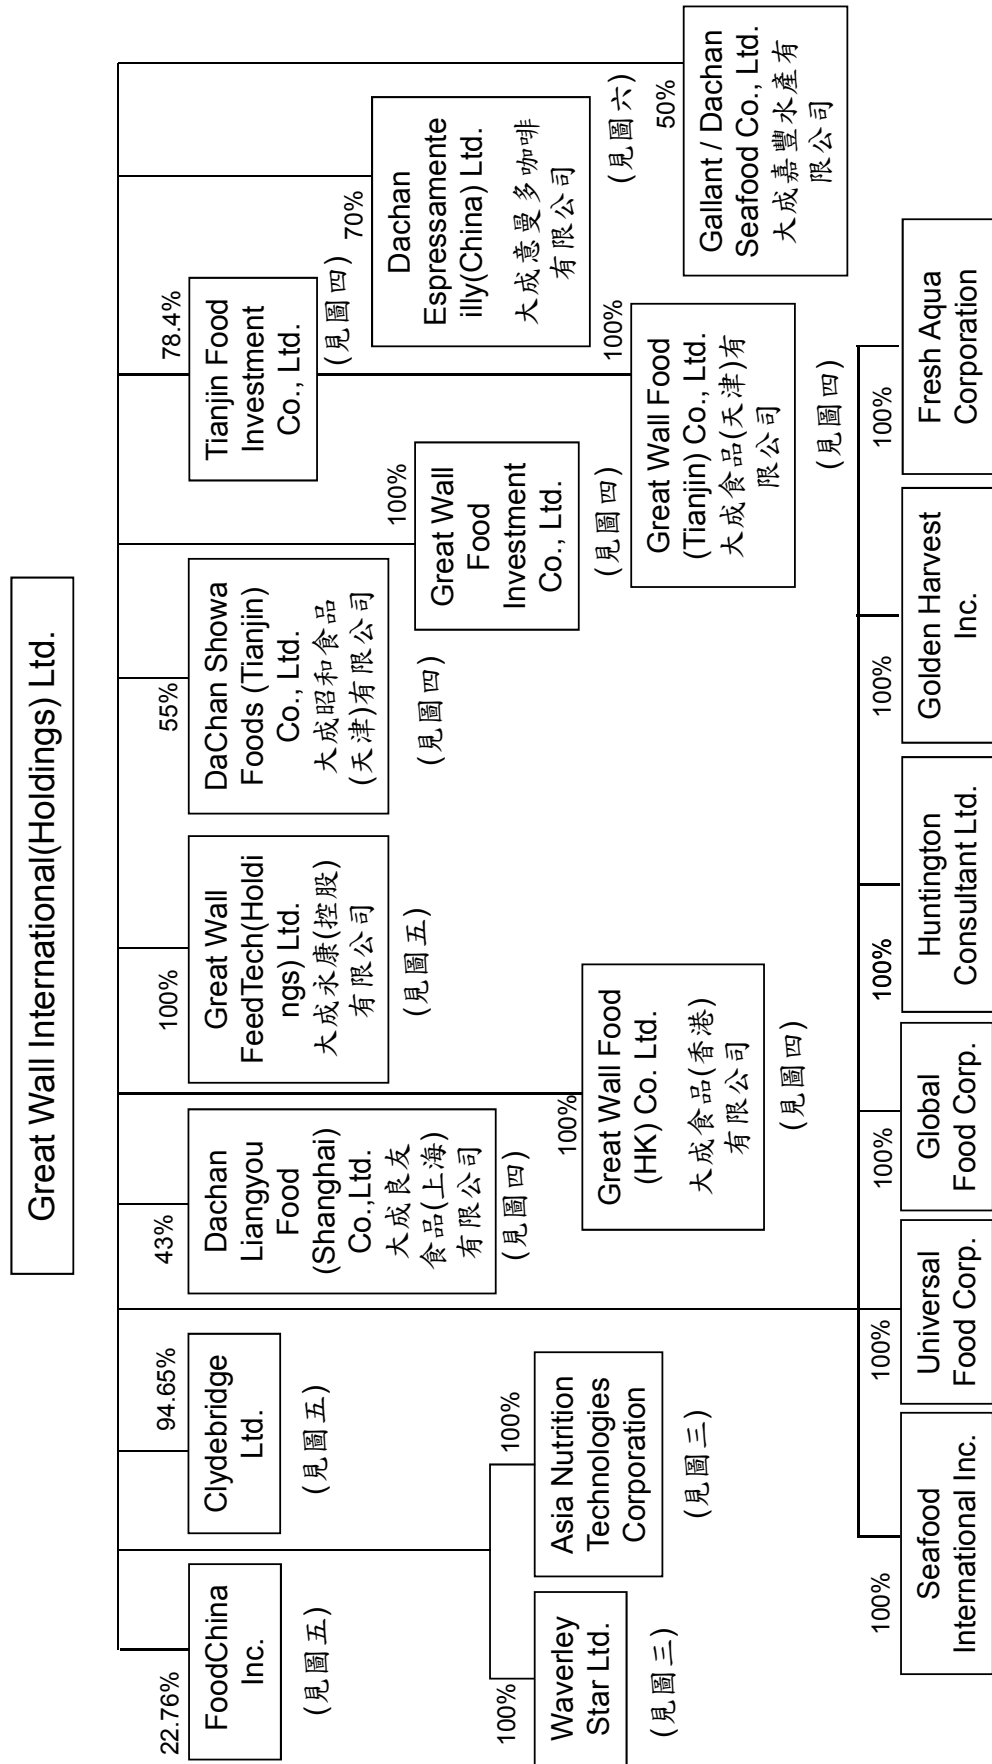 Great Wall International(Holdings) Ltd.
22.76%
FoodChina
Inc.
(見圖五)
94.65%
Clydebridge
Ltd.
(見圖五)
43%
Dachan
Liangyou
Food
(Shanghai)
Co.,Ltd.
大成良友
食品(上海)
有限公司
(見圖四)
100%
Great Wall
FeedTech(Holdi
ngs) Ltd.
大成永康(控股)
有限公司
(見圖五)
55%
DaChan Showa
Foods (Tianjin)
Co., Ltd.
大成昭和食品
(天津)有限公司
(見圖四)
78.4%
Tianjin Food
Investment
Co., Ltd.
(見圖四)
100%
Great Wall
Food
Investment
Co., Ltd.
(見圖四)
70%
Dachan
Espressamente
illy(China) Ltd.
大成意曼多咖啡
有限公司
(見圖六)
100%
Waverley
Star Ltd.
(見圖三)
100%
Asia Nutrition
Technologies
Corporation
(見圖三)
100%
Great Wall Food
(HK) Co. Ltd.
大成食品(香港)
有限公司
(見圖四)
100%
Great Wall Food
(Tianjin) Co., Ltd.
大成食品(天津)有
限公司
(見圖四)
50%
Gallant / Dachan
Seafood Co., Ltd.
大成嘉豐水產有
限公司
100%
Seafood
International Inc.
100%
Universal
Food Corp.
100%
Global
Food Corp.
100%
Huntington
Consultant Ltd.
100%
Golden Harvest
Inc.
100%
Fresh Aqua
Corporation